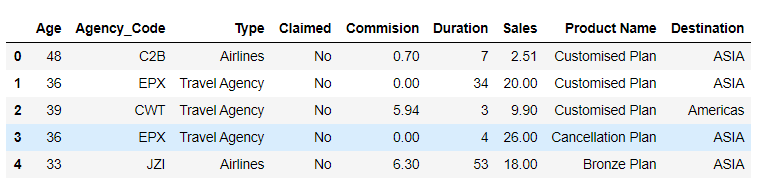 Age Agency_Code Type Claimed Commision Duration Sales Product Name Destination
0 48 C2B Airlines No 0.70 7 2.51 Customised Plan ASIA
1 36 EPX Travel Agency No 0.00 34 20.00 Customised Plan ASIA
2 39 CWT Travel Agency No 5.94 3 9.90 Customised Plan Americas
3 36 EPX Travel Agency No 0.00 4 26.00 Cancellation Plan ASIA
4 33 JZI Airlines No 6.30 53 18.00 Bronze Plan ASIA